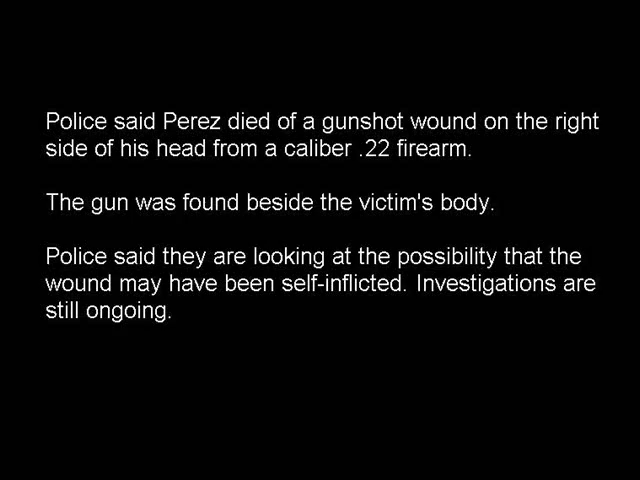 Police said Perez died of a gunshot wound on the right
side of his head from a caliber .22 firearm.
The gun was found beside the victim's body.
Police said they are looking at the possibility that the
wound may have been self-inflicted. Investigations are
still ongoing.